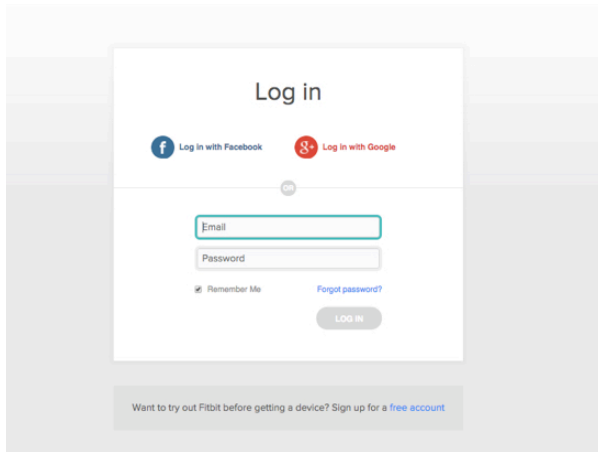 Log in
f Log in with Facebook g+ Log in with Google
OR
Email
Password
Remember Me Forgot password?
LOG IN
Want to try out Fitbit before getting a device? Sign up for a free account